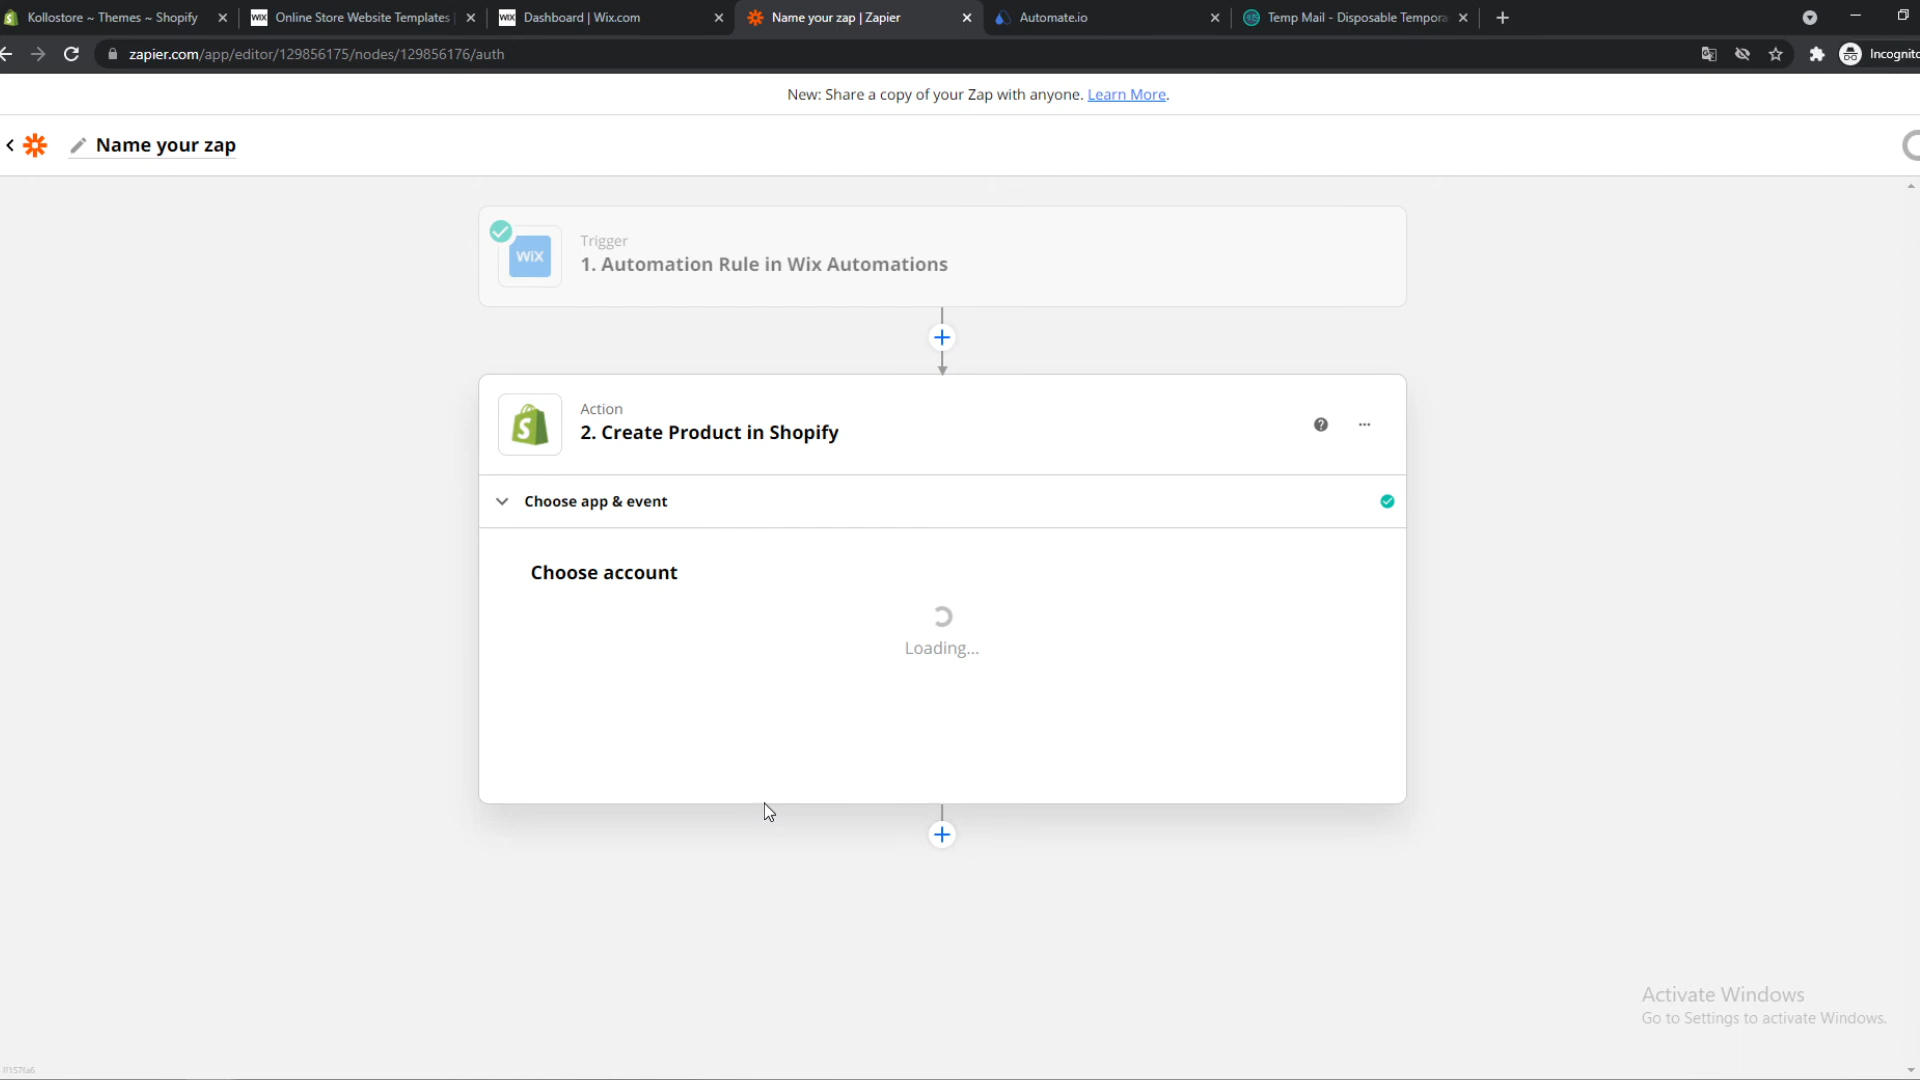 Kollostore ~ Themes ~ Shopify
WIX Online Store Website Templates
WIX Dashboard | Wix.com
Name your zap | Zapier
Automate.io
Temp Mail - Disposable Tempora
zapier.com/app/editor/129856175/nodes/129856176/auth
Incognito
New: Share a copy of your Zap with anyone. Learn More.
Name your zap
WIX
Trigger
1. Automation Rule in Wix Automations
Action
2. Create Product in Shopify
Choose app & event
Choose account
Loading...
Activate Windows
Go to Settings to activate Windows.